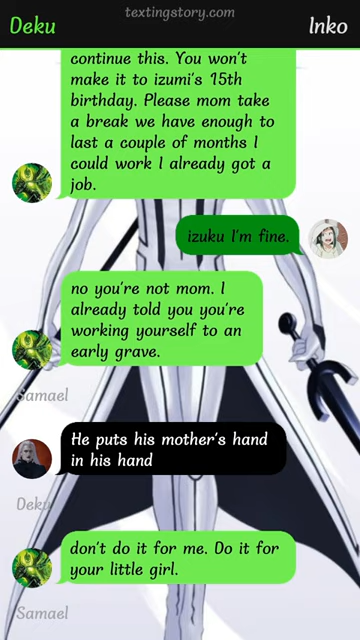 textingstory.com
Deku
Inko
continue this. You won't
make it to izumi's 15th
birthday. Please mom take
a break we have enough to
last a couple of months I
could work I already got a
job.
izuku I'm fine.
no you're not mom. I
already told you you're
working yourself to an
early grave.
Samael
He puts his mother's hand
in his hand
Deku
don't do it for me. Do it for
your little girl.
Samael